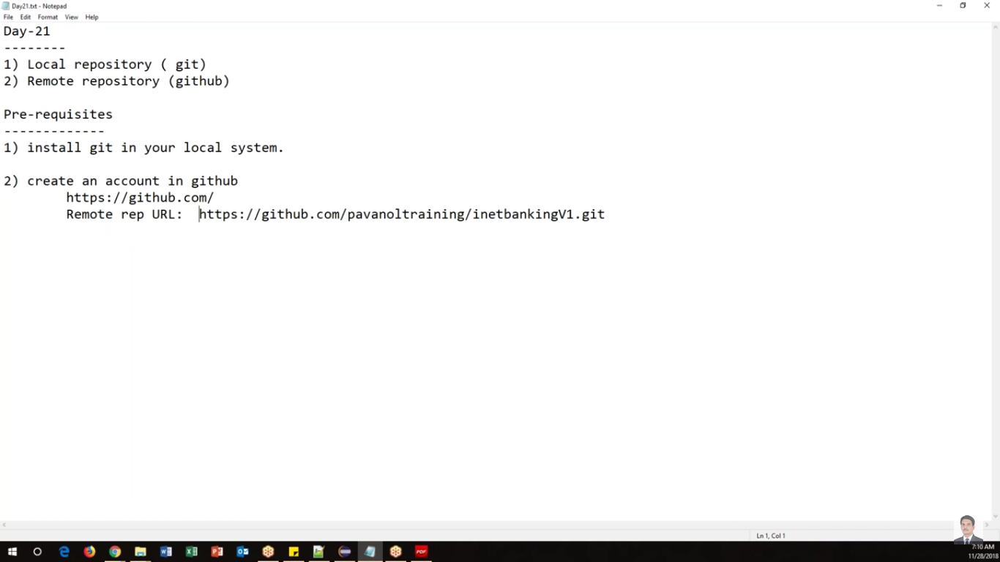 Day21.txt - Notepad
File Edit Format View Help
Day-21
--------
1) Local repository ( git)
2) Remote repository (github)
Pre-requisites
-------------
1) install git in your local system.
2) create an account in github
https://github.com/
Remote rep URL: https://github.com/pavanoltraining/inetbankingV1.git
Ln 1, Col 1
PDF
7:10 AM
11/28/2018